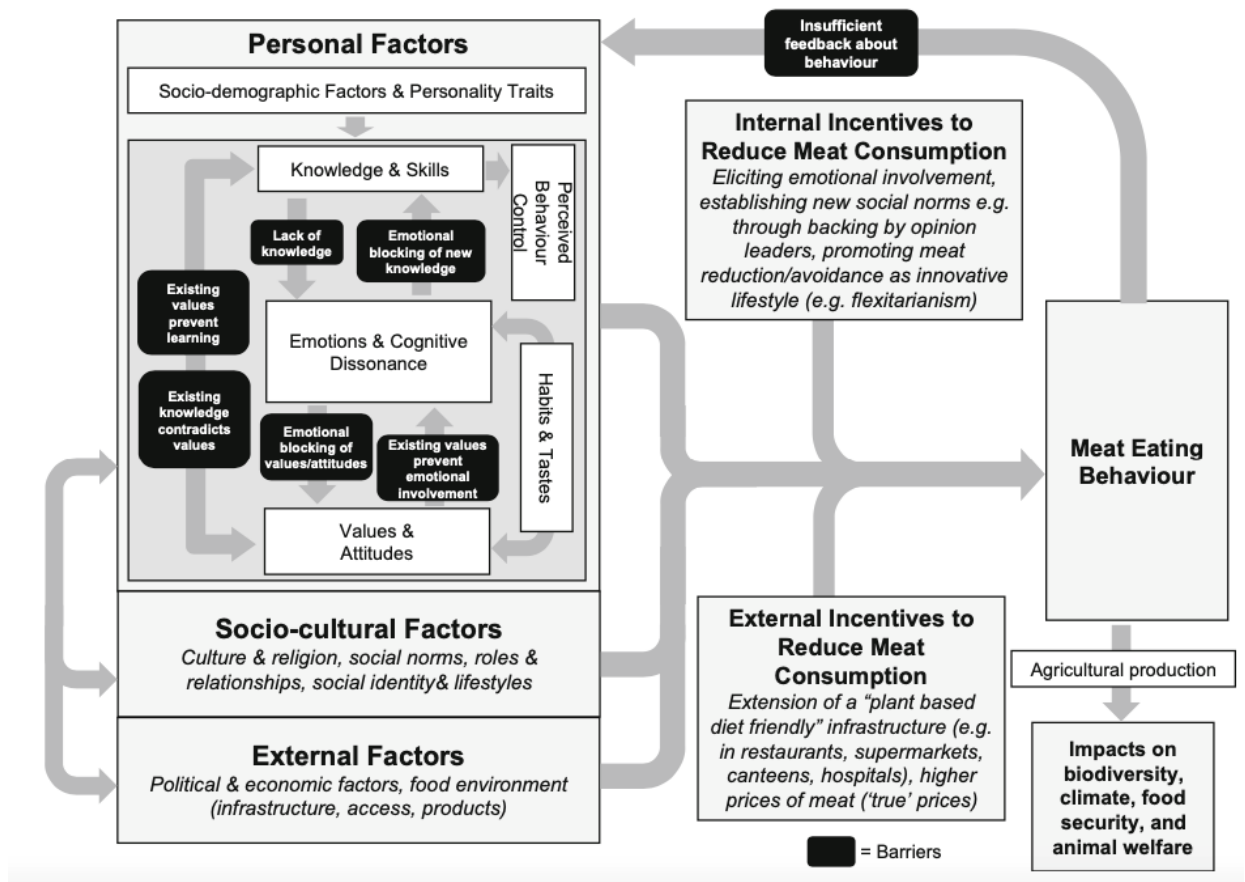 Personal Factors
Socio-demographic Factors & Personality Traits
Knowledge & Skills
Perceived
Behaviour
Control
Lack of
knowledge
Emotional
blocking of new
knowledge
Existing
values
prevent
learning
Emotions & Cognitive
Dissonance
Habits & Tastes
Existing
knowledge
contradicts
values
Emotional
blocking of
values/attitudes
Existing values
prevent
emotional
involvement
Values &
Attitudes
Socio-cultural Factors
Culture & religion, social norms, roles &
relationships, social identity& lifestyles
External Factors
Political & economic factors, food environment
(infrastructure, access, products)
Insufficient
feedback about
behaviour
Internal Incentives to
Reduce Meat Consumption
Eliciting emotional involvement,
establishing new social norms e.g.
through backing by opinion
leaders, promoting meat
reduction/avoidance as innovative
lifestyle (e.g. flexitarianism)
Meat Eating
Behaviour
External Incentives to
Reduce Meat
Consumption
Extension of a “plant based
diet friendly” infrastructure (e.g.
in restaurants, supermarkets,
canteens, hospitals), higher
prices of meat (‘true’ prices)
Agricultural production
Impacts on
biodiversity,
climate, food
security, and
animal welfare
= Barriers